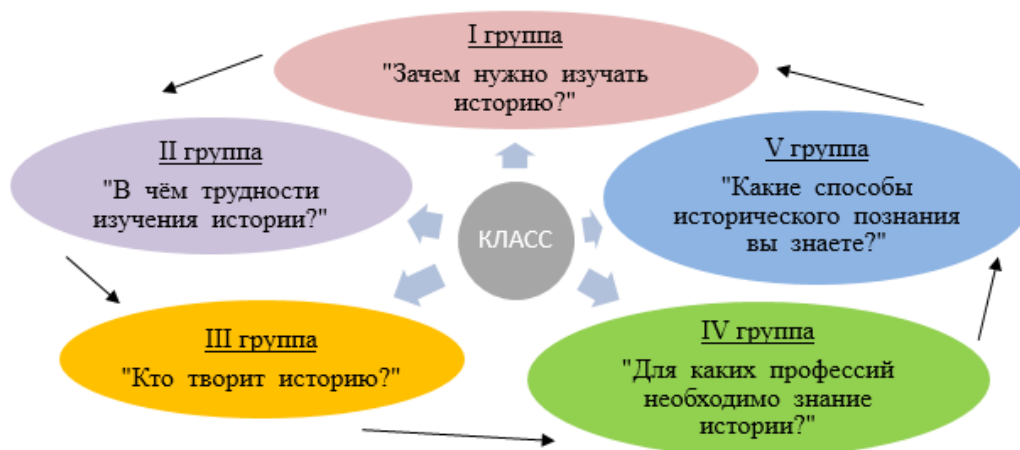 I группа
"Зачем нужно изучать
историю?"
II группа
"В чём трудности
изучения истории?"
V группа
"Какие способы
исторического познания
вы знаете?"
КЛАСС
III группа
"Кто творит историю?"
IV группа
"Для каких профессий
необходимо знание
истории?"